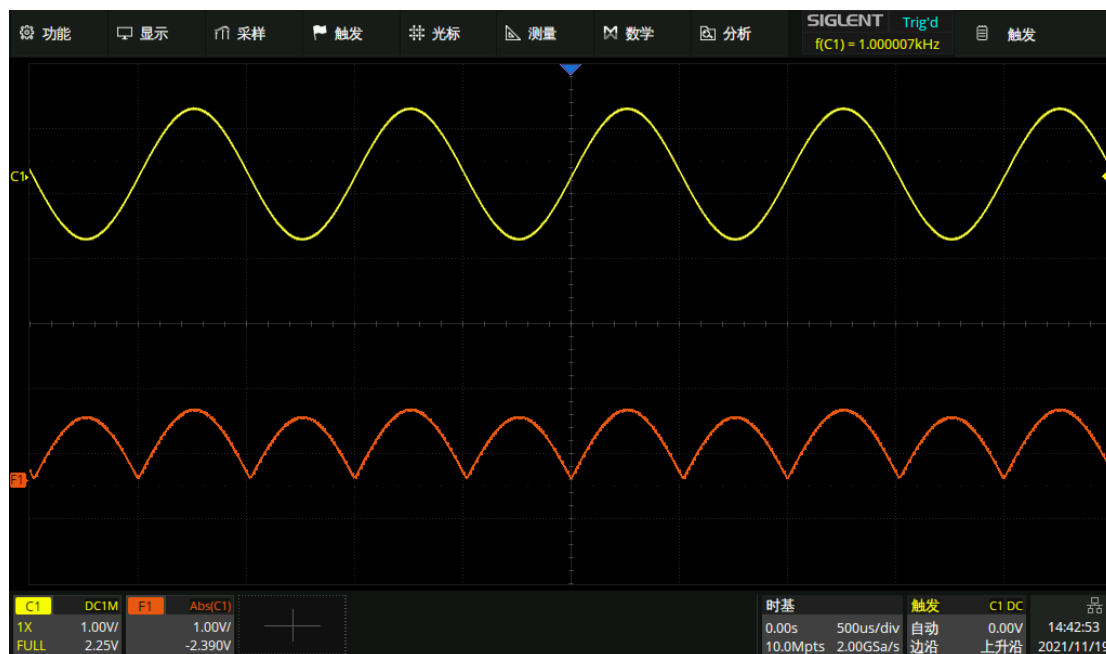 功能 显示 采样 触发 光标 测量 数学 分析 SIGLENT Trig'd 触发
f(C1) = 1.000007kHz
C1
F1
C1 DC1M
1X 1.00V/
FULL 2.25V
F1 Abs(C1)
1.00V/
-2.390V
时基
0.00s 500us/div
10.0Mpts 2.00GSa/s
触发 C1 DC
自动 0.00V
边沿 上升沿
14:42:53
2021/11/19